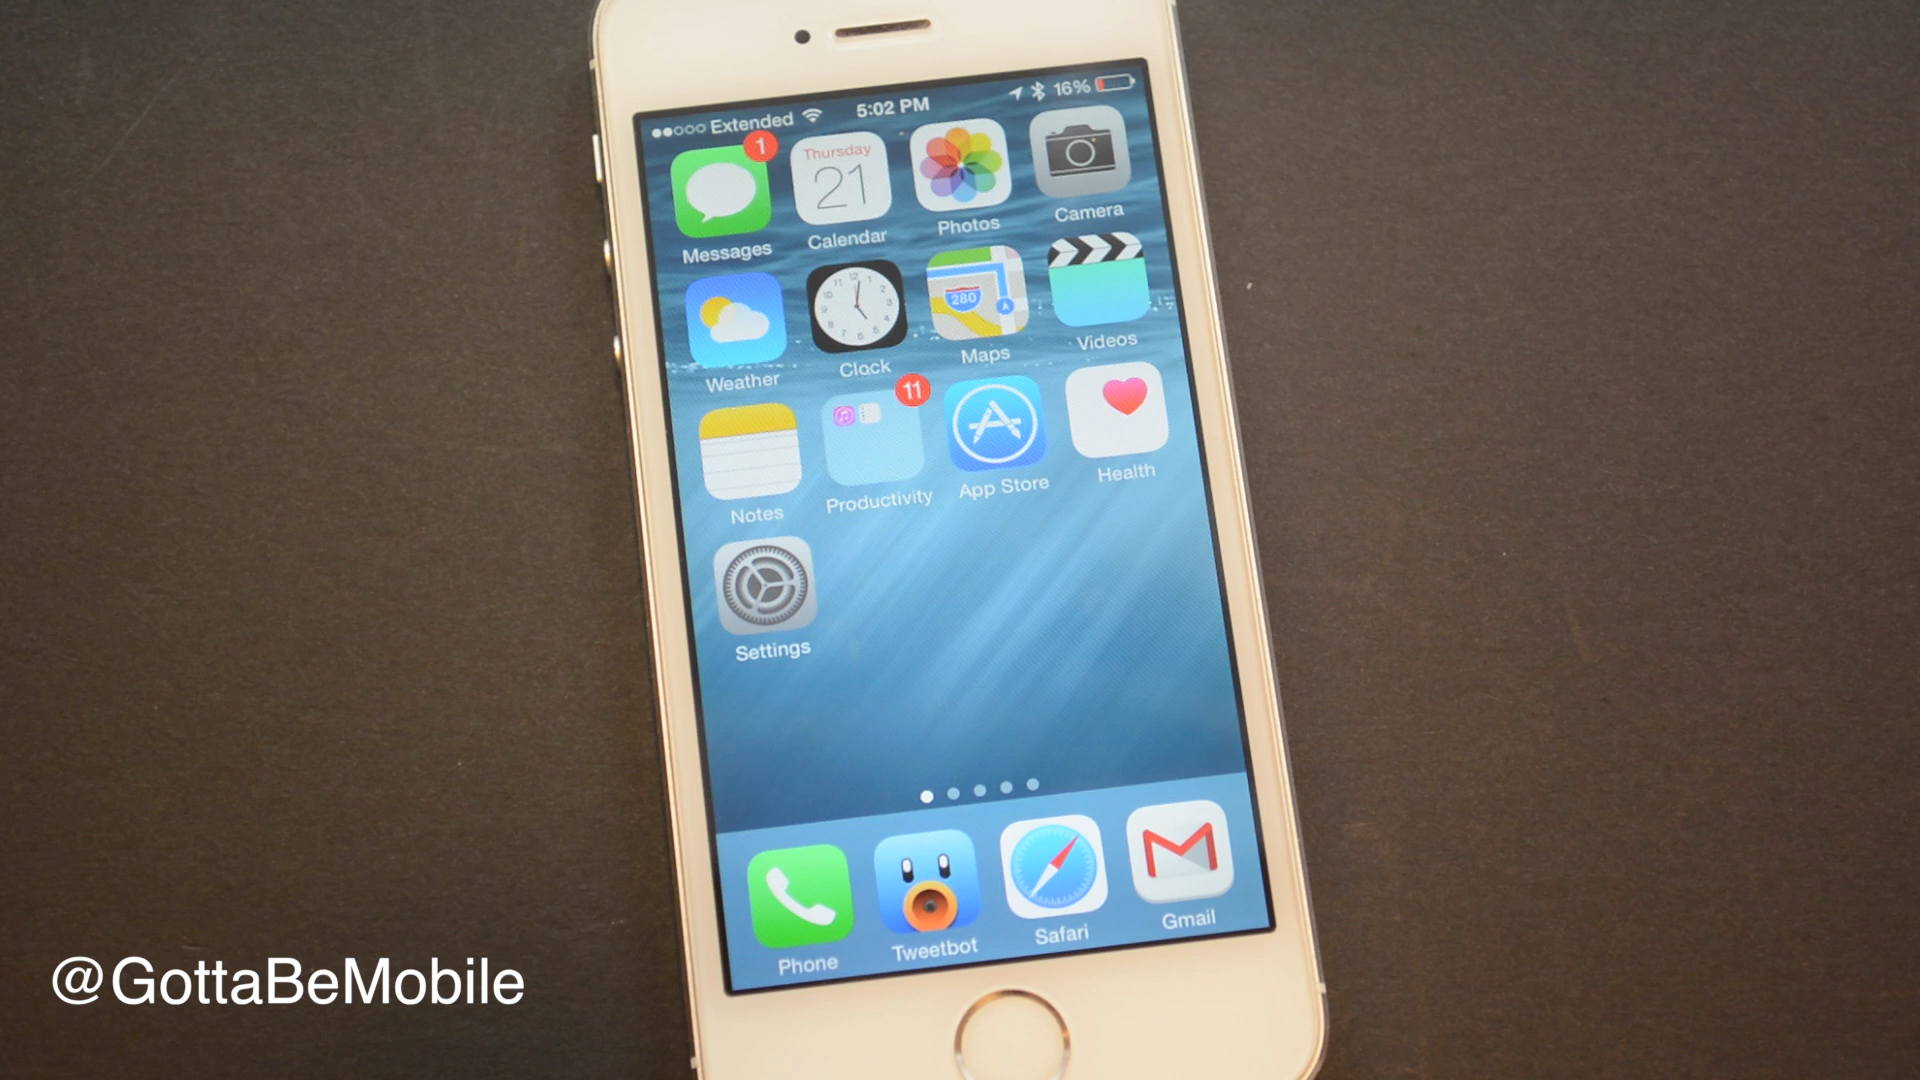 Extended 5:02 PM 16%
1
Thursday
21
Messages Calendar Photos Camera
280
Weather Clock Maps Videos
11
Notes Productivity App Store Health
Settings
Phone Tweetbot Safari Gmail
@GottaBeMobile